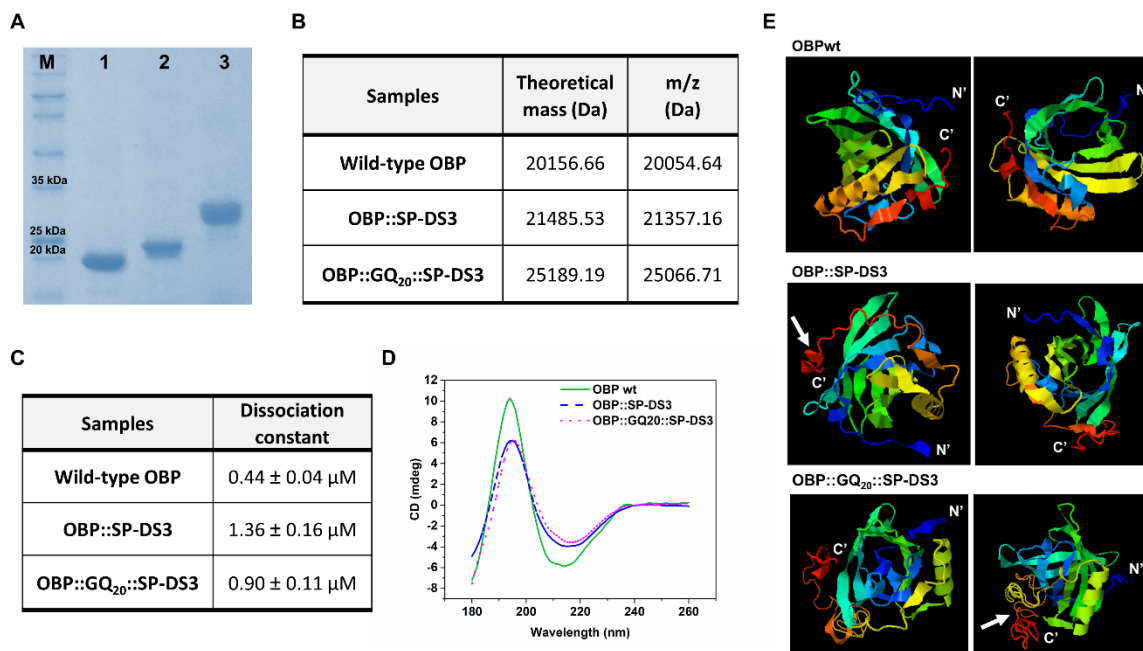 A
M 1 2 3
35 kDa
25 kDa
20 kDa
B
Samples Theoretical mass (Da) m/z (Da)
Wild-type OBP 20156.66 20054.64
OBP::SP-DS3 21485.53 21357.16
OBP::GQ20::SP-DS3 25189.19 25066.71
C
Samples Dissociation constant
Wild-type OBP 0.44 ± 0.04 µM
OBP::SP-DS3 1.36 ± 0.16 µM
OBP::GQ20::SP-DS3 0.90 ± 0.11 µM
D
12
10
8
6
4
2
0
-2
-4
-6
-8
CD (mdeg)
OBP wt
OBP::SP-DS3
OBP::GQ20::SP-DS3
180 200 220 240 260
Wavelength (nm)
E
OBPwt
N'
C'
C'
N
OBP::SP-DS3
C'
N'
N'
C'
OBP::GQ20::SP-DS3
N'
C'
N'
C'